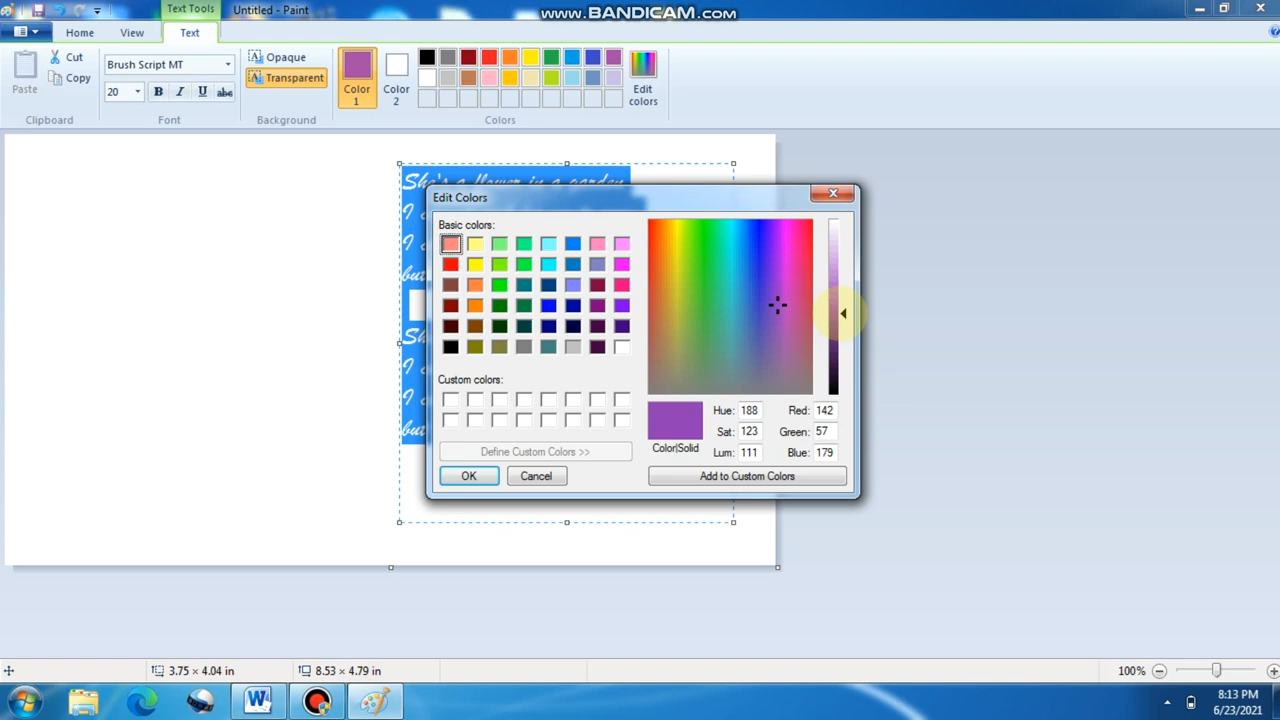 Text Tools
Untitled - Paint
www.BANDICAM.com
Home
View
Text
Paste
Cut
Copy
Clipboard
Brush Script MT
20
B
I
U
abc
Font
Opaque
Transparent
Background
Color
1
Color
2
Edit
colors
Colors
She's a flower in a garden
I
I
but
Sh
I
I
but
Edit Colors
Basic colors:
Custom colors:
Define Custom Colors >>
OK
Cancel
Color|Solid
Hue: 188
Sat: 123
Lum: 111
Red: 142
Green: 57
Blue: 179
Add to Custom Colors
3.75 × 4.04 in
8.53 × 4.79 in
100%
8:13 PM
6/23/2021